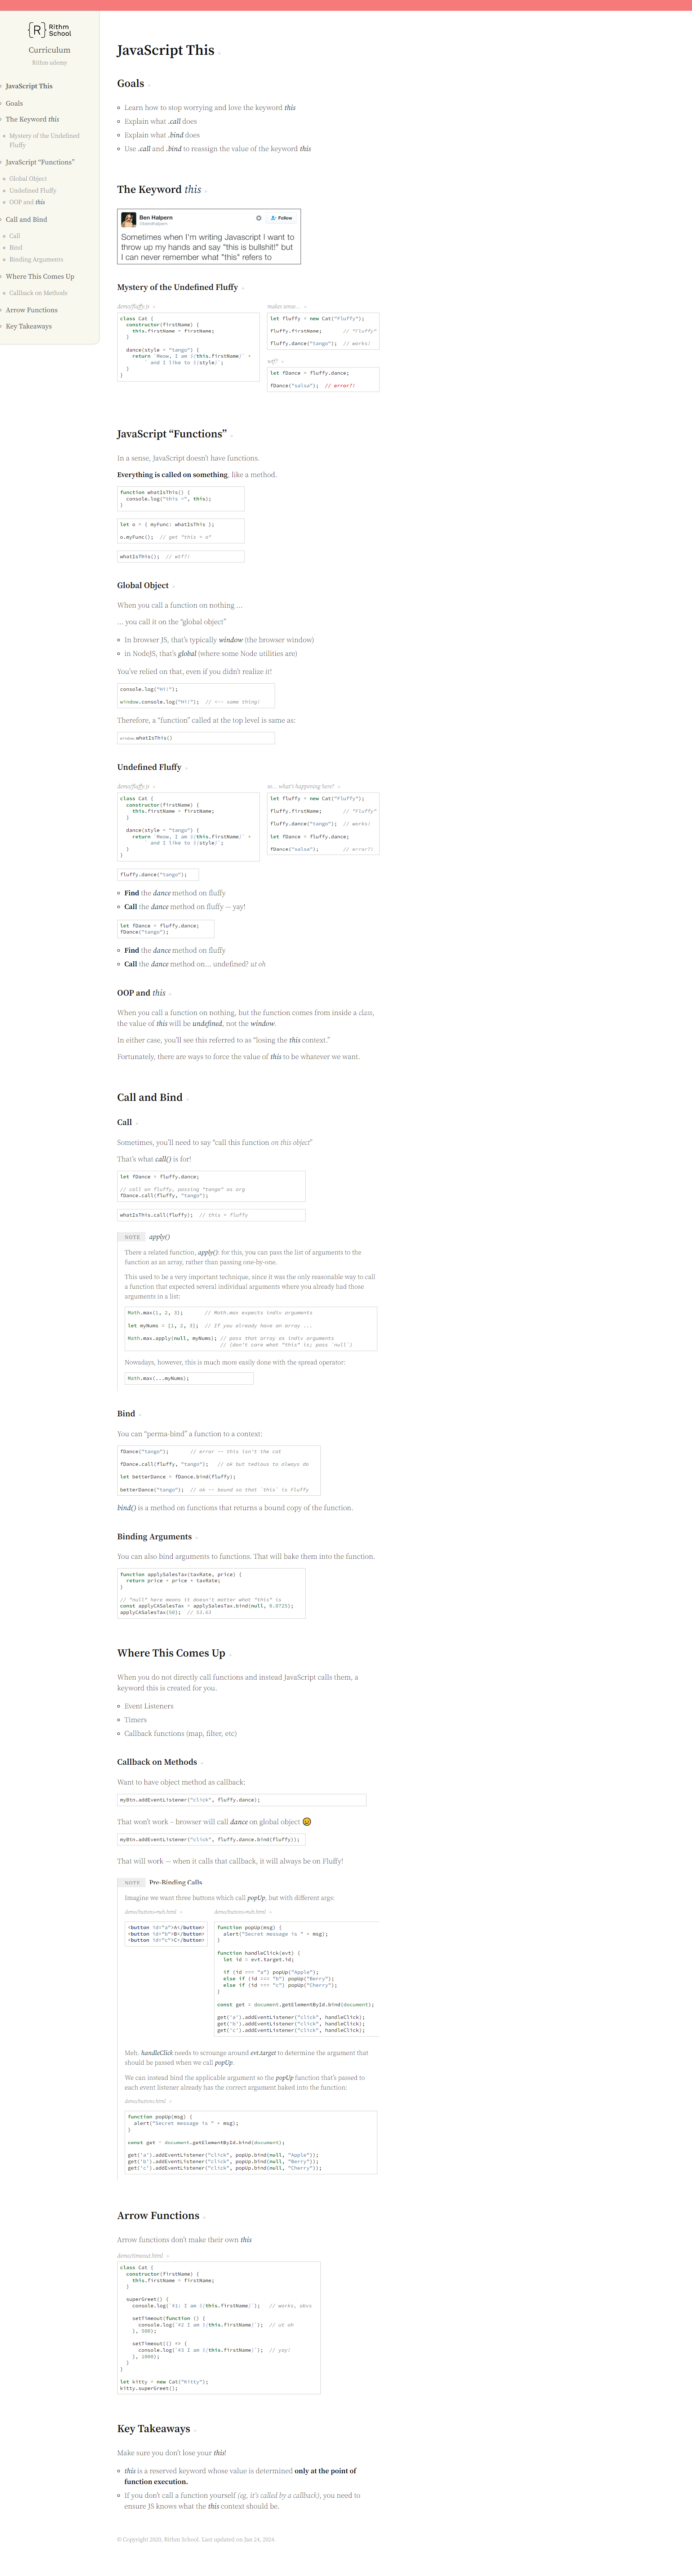 Rithm
School
Curriculum
Rithm udemy
JavaScript This
Goals
The Keyword this
Mystery of the Undefined
Fluffy
JavaScript “Functions”
Global Object
Undefined Fluffy
OOP and this
Call and Bind
Call
Bind
Binding Arguments
Where This Comes Up
Callback on Methods
Arrow Functions
Key Takeaways
JavaScript This
Goals
Learn how to stop worrying and love the keyword this
Explain what .call does
Explain what .bind does
Use .call and .bind to reassign the value of the keyword this
The Keyword this
Ben Halpern
@bendhalpern
Follow
Sometimes when I'm writing Javascript I want to
throw up my hands and say "this is bullshit!" but
I can never remember what "this" refers to
Mystery of the Undefined Fluffy
demo/fluffy.js
class Cat {
constructor(firstName) {
this.firstName = firstName;
}
dance(style = "tango") {
return `Meow, I am ${this.firstName}` +
` and I like to ${style}`;
}
}
makes sense…
let fluffy = new Cat("Fluffy");
fluffy.firstName; // "Fluffy"
fluffy.dance("tango"); // works!
wtf?
let fDance = fluffy.dance;
fDance("salsa"); // error?!
JavaScript “Functions”
In a sense, JavaScript doesn’t have functions.
Everything is called on something, like a method.
function whatIsThis() {
console.log("this =", this);
}
let o = { myFunc: whatIsThis };
o.myFunc(); // get "this = o"
whatIsThis(); // wtf?!
Global Object
When you call a function on nothing …
… you call it on the “global object”
In browser JS, that’s typically window (the browser window)
in NodeJS, that’s global (where some Node utilities are)
You’ve relied on that, even if you didn’t realize it!
console.log("Hi!");
window.console.log("Hi!"); // <-- same thing!
Therefore, a “function” called at the top level is same as:
window.whatIsThis()
Undefined Fluffy
demo/fluffy.js
class Cat {
constructor(firstName) {
this.firstName = firstName;
}
dance(style = "tango") {
return `Meow, I am ${this.firstName}` +
` and I like to ${style}`;
}
}
so… what’s happening here?
let fluffy = new Cat("Fluffy");
fluffy.firstName; // "Fluffy"
fluffy.dance("tango"); // works!
let fDance = fluffy.dance;
fDance("salsa"); // error?!
fluffy.dance("tango");
Find the dance method on fluffy
Call the dance method on fluffy — yay!
let fDance = fluffy.dance;
fDance("tango");
Find the dance method on fluffy
Call the dance method on… undefined? ut oh
OOP and this
When you call a function on nothing, but the function comes from inside a class,
the value of this will be undefined, not the window.
In either case, you’ll see this referred to as “losing the this context.”
Fortunately, there are ways to force the value of this to be whatever we want.
Call and Bind
Call
Sometimes, you’ll need to say “call this function on this object”
That’s what call() is for!
let fDance = fluffy.dance;
// call on fluffy, passing "tango" as arg
fDance.call(fluffy, "tango");
whatIsThis.call(fluffy); // this = fluffy
NOTE apply()
There a related function, apply(): for this, you can pass the list of arguments to the
function as an array, rather than passing one-by-one.
This used to be a very important technique, since it was the only reasonable way to call
a function that expected several individual arguments where you already had those
arguments in a list:
Math.max(1, 2, 3); // Math.max expects indiv arguments
let myNums = [1, 2, 3]; // If you already have an array ...
Math.max.apply(null, myNums); // pass that array as indiv arguments
// (don't care what "this" is; pass `null`)
Nowadays, however, this is much more easily done with the spread operator:
Math.max(...myNums);
Bind
You can “perma-bind” a function to a context:
fDance("tango"); // error -- this isn't the cat
fDance.call(fluffy, "tango"); // ok but tedious to always do
let betterDance = fDance.bind(fluffy);
betterDance("tango"); // ok -- bound so that `this` is Fluffy
bind() is a method on functions that returns a bound copy of the function.
Binding Arguments
You can also bind arguments to functions. That will bake them into the function.
function applySalesTax(taxRate, price) {
return price + price * taxRate;
}
// "null" here means it doesn't matter what "this" is
const applyCASalesTax = applySalesTax.bind(null, 0.0725);
applyCASalesTax(50); // 53.63
Where This Comes Up
When you do not directly call functions and instead JavaScript calls them, a
keyword this is created for you.
Event Listeners
Timers
Callback functions (map, filter, etc)
Callback on Methods
Want to have object method as callback:
myBtn.addEventListener("click", fluffy.dance);
That won’t work – browser will call dance on global object
myBtn.addEventListener("click", fluffy.dance.bind(fluffy));
That will work — when it calls that callback, it will always be on Fluffy!
NOTE Pre-Binding Calls
Imagine we want three buttons which call popUp, but with different args:
demo/buttons-meh.html
<button id="a">A</button>
<button id="b">B</button>
<button id="c">C</button>
demo/buttons-meh.html
function popUp(msg) {
alert("Secret message is " + msg);
}
function handleClick(evt) {
let id = evt.target.id;
if (id === "a") popUp("Apple");
else if (id === "b") popUp("Berry");
else if (id === "c") popUp("Cherry");
}
const get = document.getElementById.bind(document);
get('a').addEventListener("click", handleClick);
get('b').addEventListener("click", handleClick);
get('c').addEventListener("click", handleClick);
Meh. handleClick needs to scrounge around evt.target to determine the argument that
should be passed when we call popUp.
We can instead bind the applicable argument so the popUp function that’s passed to
each event listener already has the correct argument baked into the function:
demo/buttons.html
function popUp(msg) {
alert("Secret message is " + msg);
}
const get = document.getElementById.bind(document);
get('a').addEventListener("click", popUp.bind(null, "Apple"));
get('b').addEventListener("click", popUp.bind(null, "Berry"));
get('c').addEventListener("click", popUp.bind(null, "Cherry"));
Arrow Functions
Arrow functions don’t make their own this
demo/timeout.html
class Cat {
constructor(firstName) {
this.firstName = firstName;
}
superGreet() {
console.log(`#1: I am ${this.firstName}`); // works, obvs
setTimeout(function () {
console.log(`#2 I am ${this.firstName}`); // ut oh
}, 500);
setTimeout(() => {
console.log(`#3 I am ${this.firstName}`); // yay!
}, 1000);
}
}
let kitty = new Cat("Kitty");
kitty.superGreet();
Key Takeaways
Make sure you don’t lose your this!
this is a reserved keyword whose value is determined only at the point of
function execution.
If you don’t call a function yourself (eg, it’s called by a callback), you need to
ensure JS knows what the this context should be.
© Copyright 2020, Rithm School. Last updated on Jan 24, 2024.